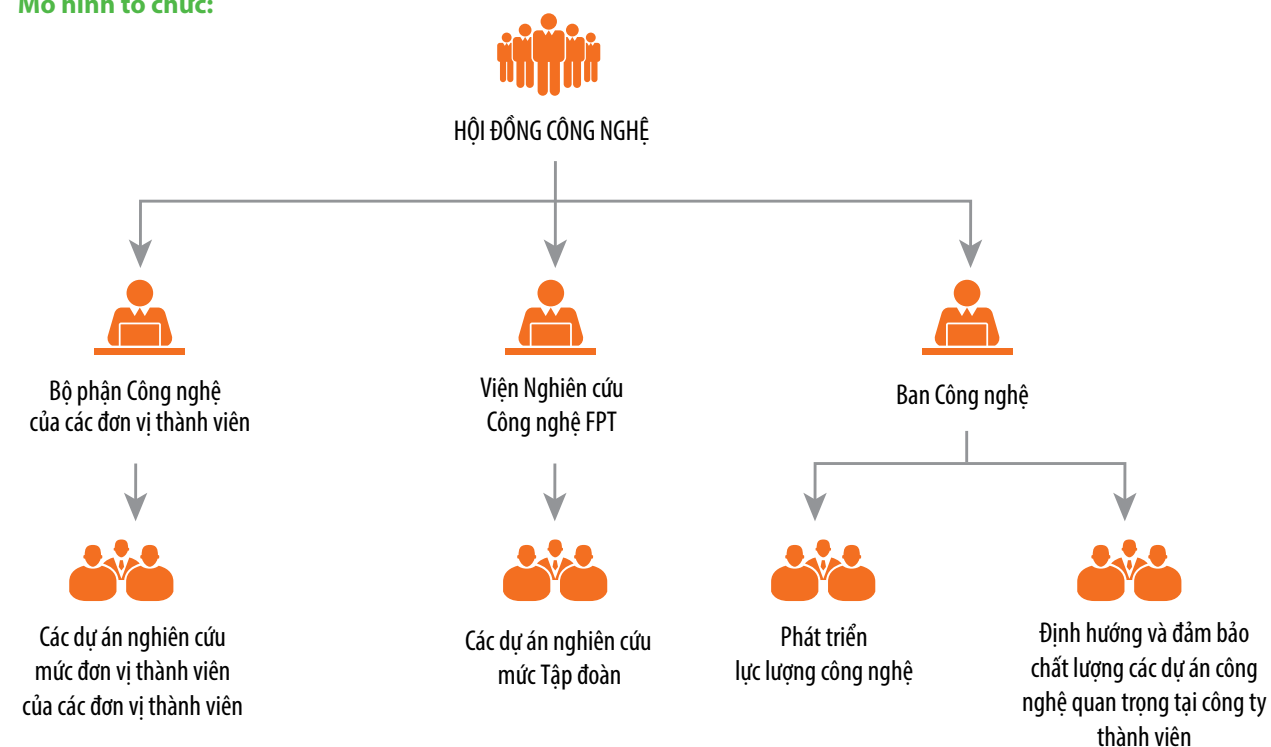 Mô hình tổ chức:
HỘI ĐỒNG CÔNG NGHỆ
Bộ phận Công nghệ
của các đơn vị thành viên
Viện Nghiên cứu
Công nghệ FPT
Ban Công nghệ
Các dự án nghiên cứu
mức đơn vị thành viên
của các đơn vị thành viên
Các dự án nghiên cứu
mức Tập đoàn
Phát triển
lực lượng công nghệ
Định hướng và đảm bảo
chất lượng các dự án công
nghệ quan trọng tại công ty
thành viên